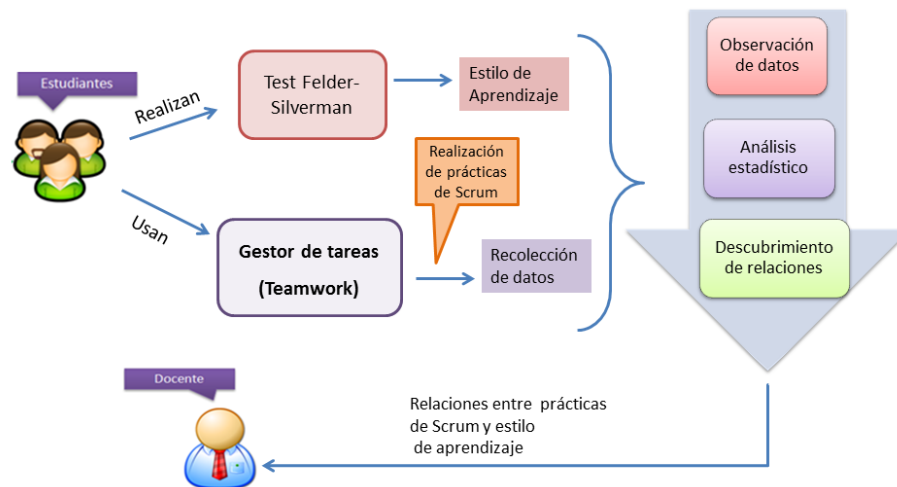 Estudiantes
Realizan
Test Felder-
Silverman
Estilo de
Aprendizaje
Usan
Gestor de tareas
(Teamwork)
Realización
de prácticas
de Scrum
Recolección
de datos
Observación
de datos
Análisis
estadístico
Descubrimiento
de relaciones
Docente
Relaciones entre prácticas
de Scrum y estilo
de aprendizaje